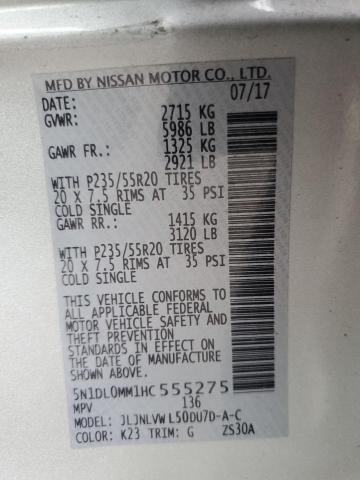 MFD BY NISSAN MOTOR CO., LTD.
DATE: 07/17
GVWR: 2715 KG
5986 LB
GAWR FR.: 1325 KG
2921 LB
WITH P235/55R20 TIRES
20 X 7.5 RIMS AT 35 PSI
COLD SINGLE
GAWR RR.: 1415 KG
3120 LB
WITH P235/55R20 TIRES
20 X 7.5 RIMS AT 35 PSI
COLD SINGLE
THIS VEHICLE CONFORMS TO
ALL APPLICABLE FEDERAL
MOTOR VEHICLE SAFETY AND
THEFT PREVENTION
STANDARDS IN EFFECT ON
THE DATE OF MANUFACTURE
SHOWN ABOVE.
5N1DL0MM1HC 555275
MPV 136
MODEL: JLJNLVW L50DU7D-A-C
COLOR: K23 TRIM: G ZS30A